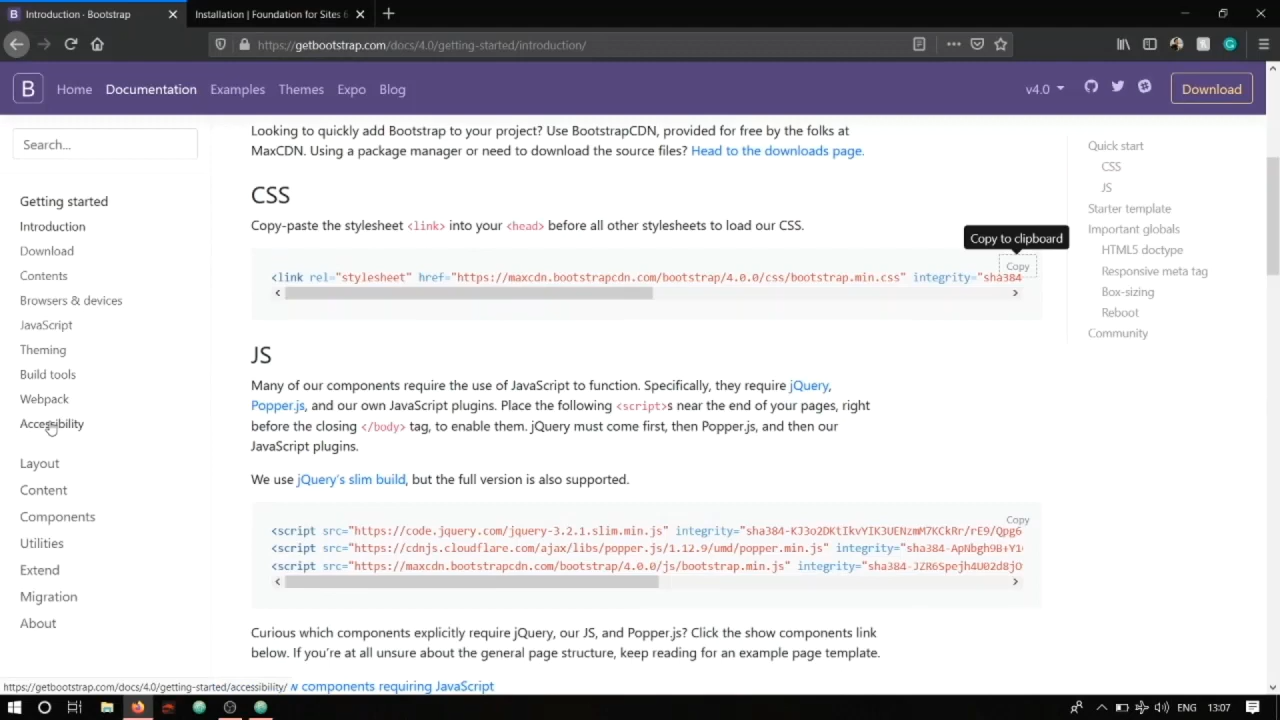 Introduction · Bootstrap
Installation | Foundation for Sites 6
https://getbootstrap.com/docs/4.0/getting-started/introduction/
B
Home
Documentation
Examples
Themes
Expo
Blog
v4.0
Download
Search...
Getting started
Introduction
Download
Contents
Browsers & devices
JavaScript
Theming
Build tools
Webpack
Accessibility
Layout
Content
Components
Utilities
Extend
Migration
About
Looking to quickly add Bootstrap to your project? Use BootstrapCDN, provided for free by the folks at
MaxCDN. Using a package manager or need to download the source files? Head to the downloads page.
CSS
Copy-paste the stylesheet <link> into your <head> before all other stylesheets to load our CSS.
Copy to clipboard
Copy
<link rel="stylesheet" href="https://maxcdn.bootstrapcdn.com/bootstrap/4.0.0/css/bootstrap.min.css" integrity="sha384
JS
Many of our components require the use of JavaScript to function. Specifically, they require jQuery,
Popper.js, and our own JavaScript plugins. Place the following <script>s near the end of your pages, right
before the closing </body> tag, to enable them. jQuery must come first, then Popper.js, and then our
JavaScript plugins.
We use jQuery's slim build, but the full version is also supported.
Copy
<script src="https://code.jquery.com/jquery-3.2.1.slim.min.js" integrity="sha384-KJ3o2DKtIkvYIK3UENzmM7KCkRr/rE9/Qpg6
<script src="https://cdnjs.cloudflare.com/ajax/libs/popper.js/1.12.9/umd/popper.min.js" integrity="sha384-ApNbgh9B+Y1
<script src="https://maxcdn.bootstrapcdn.com/bootstrap/4.0.0/js/bootstrap.min.js" integrity="sha384-JZR6Spejh4U02d8jO
Curious which components explicitly require jQuery, our JS, and Popper.js? Click the show components link
below. If you're at all unsure about the general page structure, keep reading for an example page template.
w components requiring JavaScript
Quick start
CSS
JS
Starter template
Important globals
HTML5 doctype
Responsive meta tag
Box-sizing
Reboot
Community
https://getbootstrap.com/docs/4.0/getting-started/accessibility/
ENG
13:07